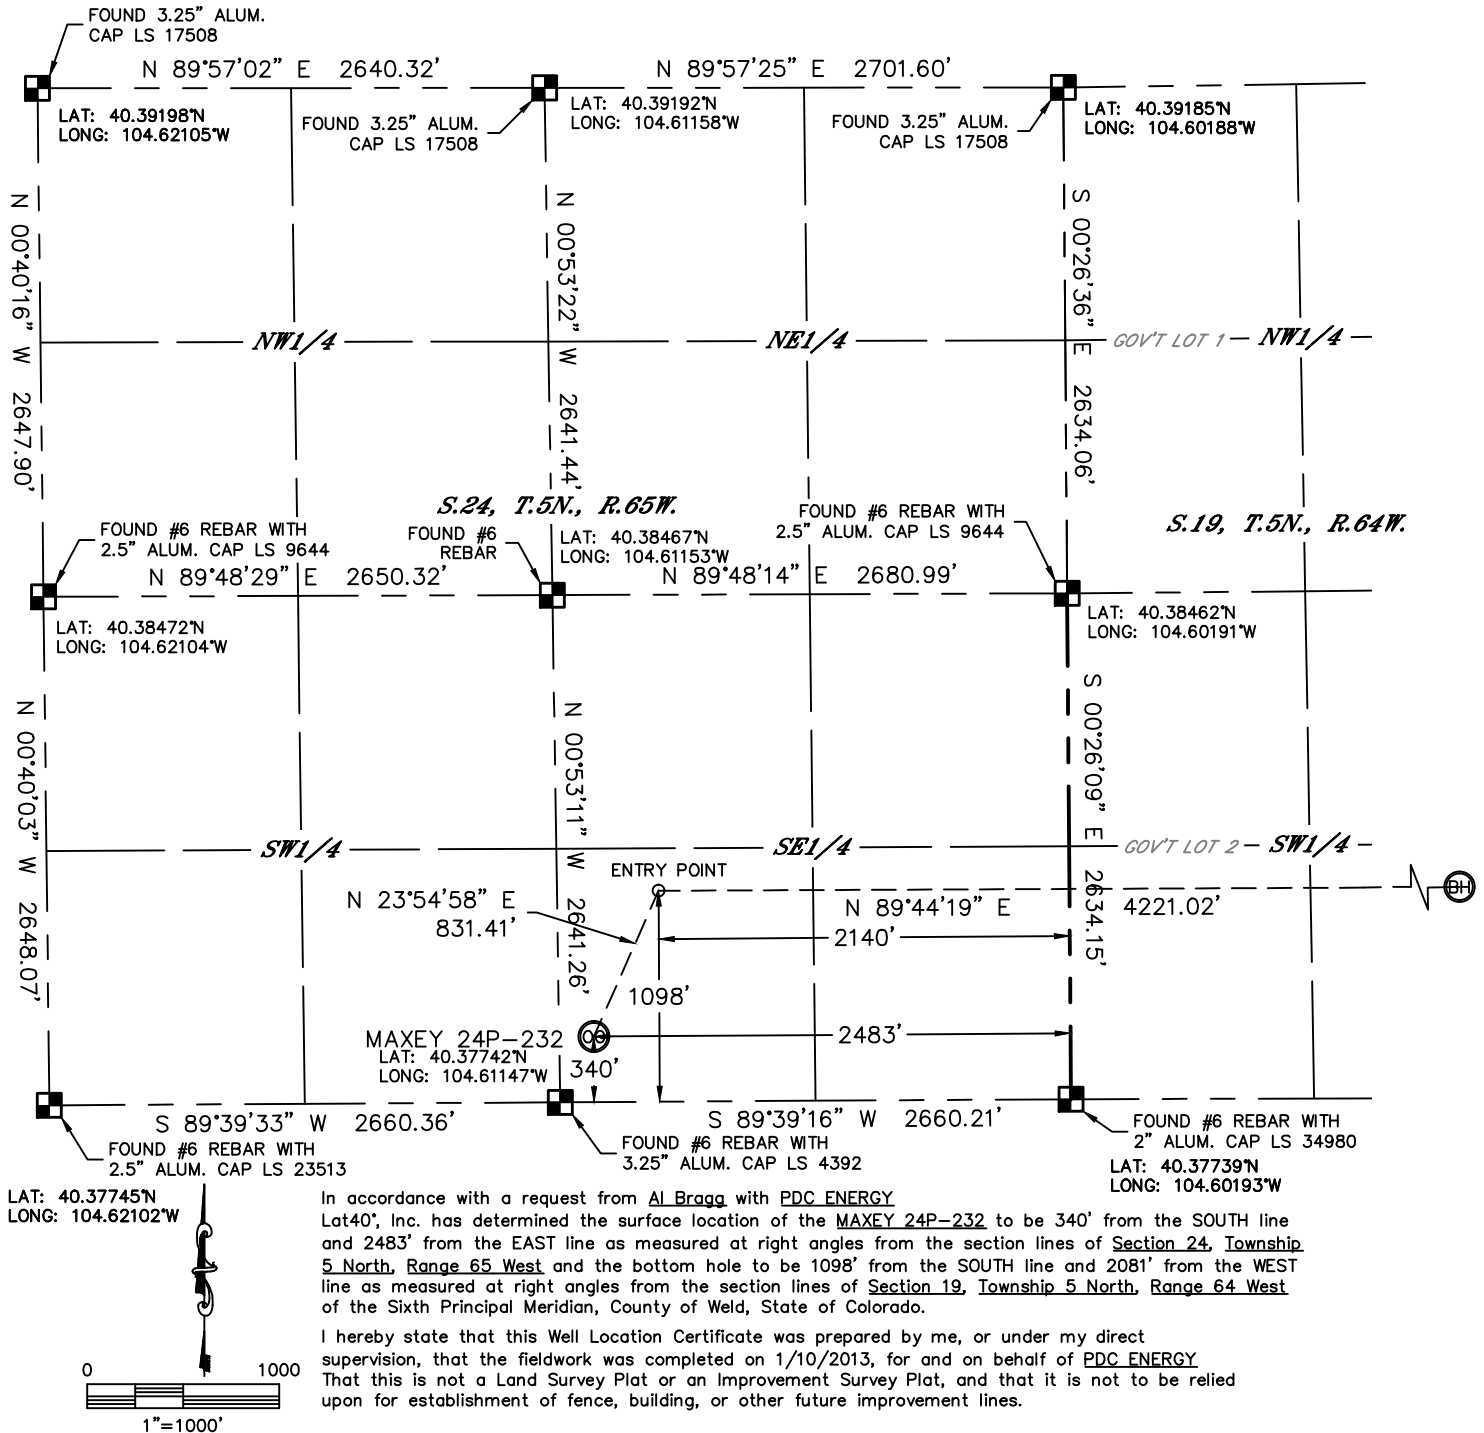 FOUND 3.25" ALUM.
CAP LS 17508
N 89°57'02" E 2640.32'
N 89°57'25" E 2701.60'
LAT: 40.39198°N
LONG: 104.62105°W
FOUND 3.25" ALUM.
CAP LS 17508
LAT: 40.39192°N
LONG: 104.61158°W
FOUND 3.25" ALUM.
CAP LS 17508
LAT: 40.39185°N
LONG: 104.60188°W
N 00°40'16" W 2647.90'
N 00°53'22" W 2641.44'
S 00°26'36" E 2634.06'
NW1/4
NE1/4
GOV'T LOT 1
NW1/4
S.24, T.5N., R.65W.
S.19, T.5N., R.64W.
FOUND #6 REBAR WITH
2.5" ALUM. CAP LS 9644
FOUND #6
REBAR
LAT: 40.38467°N
LONG: 104.61153°W
FOUND #6 REBAR WITH
2.5" ALUM. CAP LS 9644
N 89°48'29" E 2650.32'
N 89°48'14" E 2680.99'
LAT: 40.38472°N
LONG: 104.62104°W
LAT: 40.38462°N
LONG: 104.60191°W
N 00°40'03" W 2648.07'
N 00°53'11" W 2641.26'
S 00°26'09" E 2634.15'
SW1/4
SE1/4
GOV'T LOT 2
SW1/4
ENTRY POINT
BH
N 23°54'58" E
831.41'
N 89°44'19" E 4221.02'
2140'
1098'
2483'
MAXEY 24P-232
OG
LAT: 40.37742°N
LONG: 104.61147°W
340'
S 89°39'33" W 2660.36'
S 89°39'16" W 2660.21'
FOUND #6 REBAR WITH
2.5" ALUM. CAP LS 23513
FOUND #6 REBAR WITH
3.25" ALUM. CAP LS 4392
FOUND #6 REBAR WITH
2" ALUM. CAP LS 34980
LAT: 40.37739°N
LONG: 104.60193°W
LAT: 40.37745°N
LONG: 104.62102°W
In accordance with a request from Al Bragg with PDC ENERGY
Lat40°, Inc. has determined the surface location of the MAXEY 24P-232 to be 340' from the SOUTH line
and 2483' from the EAST line as measured at right angles from the section lines of Section 24, Township
5 North, Range 65 West and the bottom hole to be 1098' from the SOUTH line and 2081' from the WEST
line as measured at right angles from the section lines of Section 19, Township 5 North, Range 64 West
of the Sixth Principal Meridian, County of Weld, State of Colorado.
I hereby state that this Well Location Certificate was prepared by me, or under my direct
supervision, that the fieldwork was completed on 1/10/2013, for and on behalf of PDC ENERGY
That this is not a Land Survey Plat or an Improvement Survey Plat, and that it is not to be relied
upon for establishment of fence, building, or other future improvement lines.
0 1000
1"=1000'